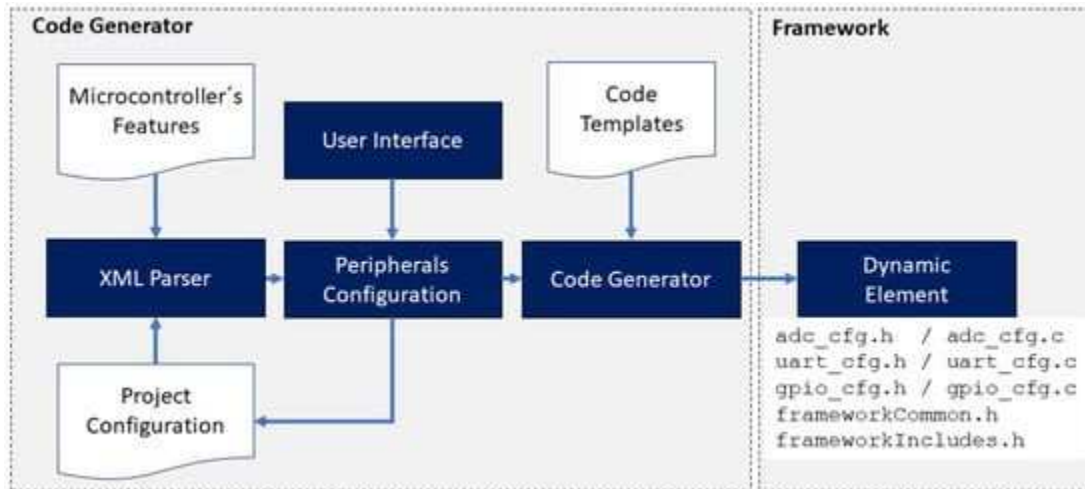 Code Generator
Framework
Microcontroller´s
Features
User Interface
Code
Templates
XML Parser
Peripherals
Configuration
Code Generator
Dynamic
Element
adc_cfg.h / adc_cfg.c
uart_cfg.h / uart_cfg.c
gpio_cfg.h / gpio_cfg.c
frameworkCommon.h
frameworkIncludes.h
Project
Configuration